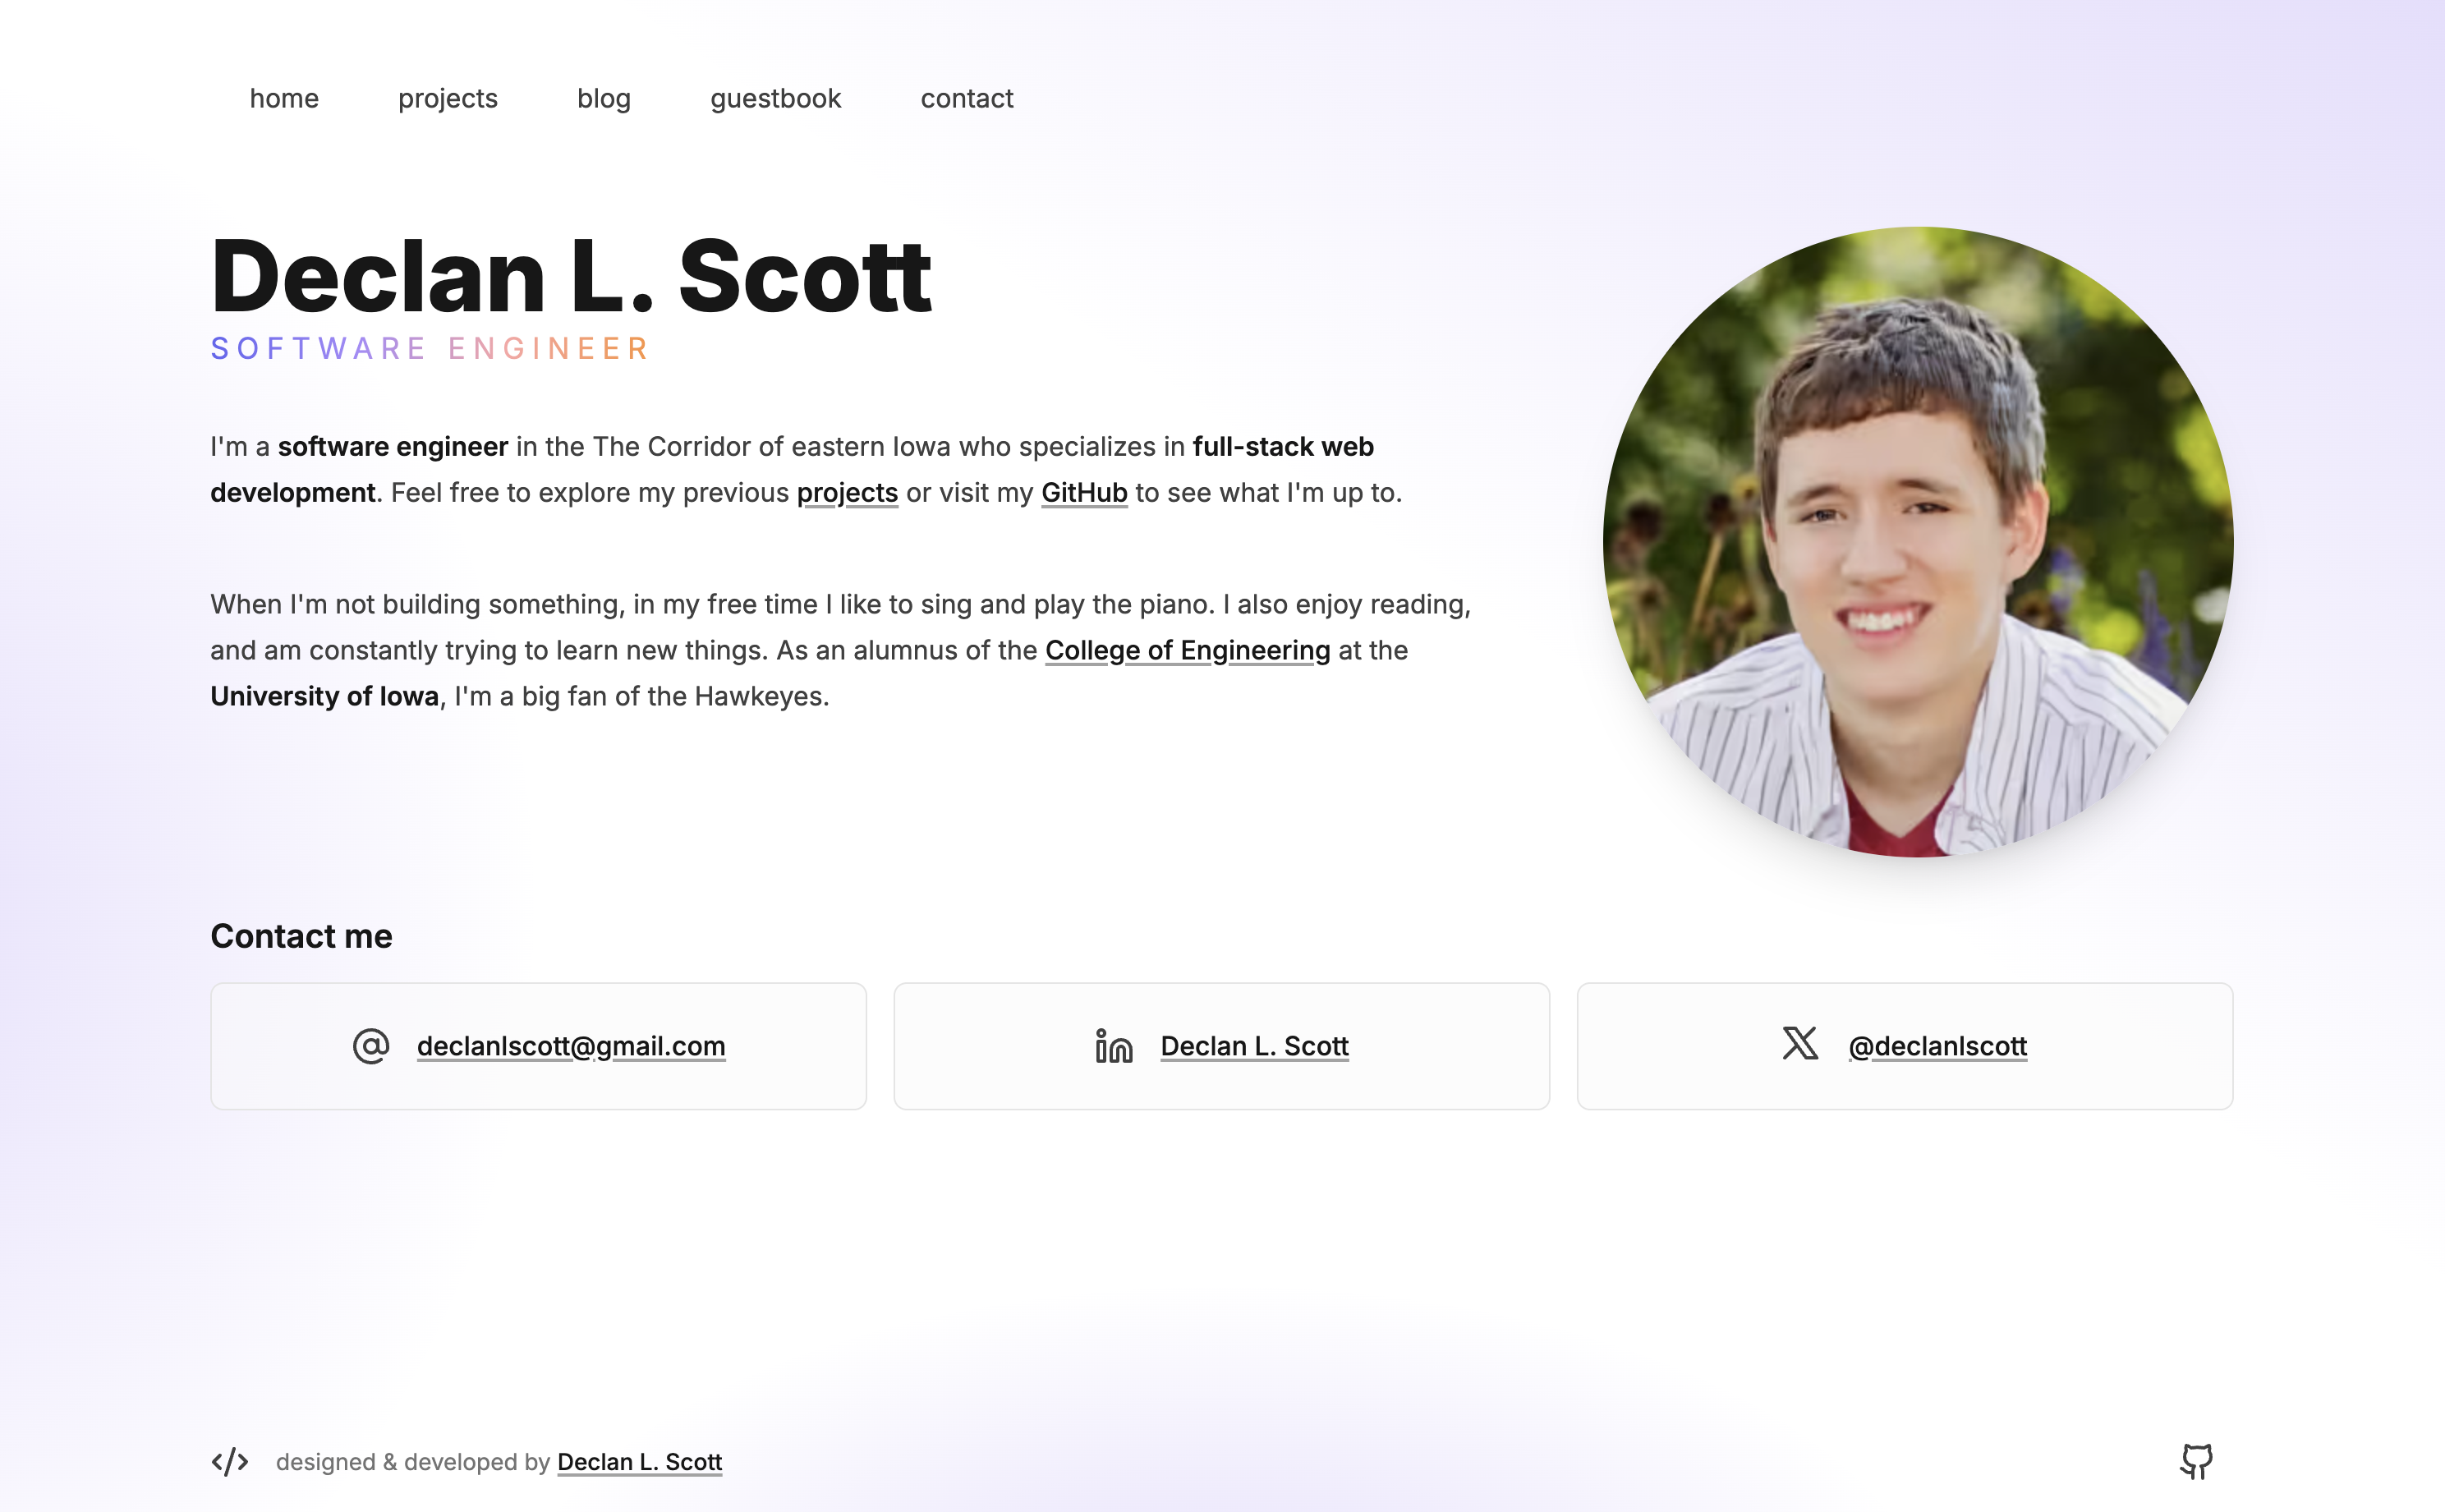 home projects blog guestbook contact
Declan L. Scott
SOFTWARE ENGINEER
I'm a software engineer in the The Corridor of eastern Iowa who specializes in full-stack web
development. Feel free to explore my previous projects or visit my GitHub to see what I'm up to.
When I'm not building something, in my free time I like to sing and play the piano. I also enjoy reading,
and am constantly trying to learn new things. As an alumnus of the College of Engineering at the
University of Iowa, I'm a big fan of the Hawkeyes.
Contact me
declanlscott@gmail.com
Declan L. Scott
@declanlscott
designed & developed by Declan L. Scott